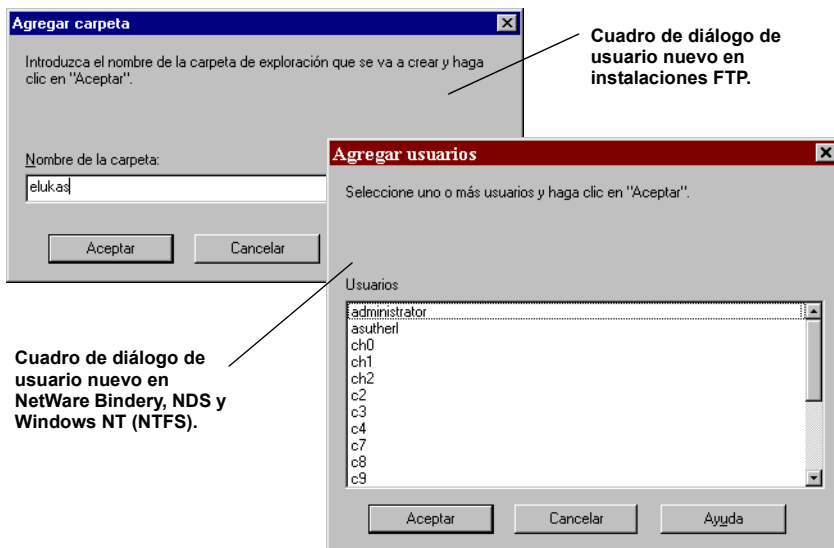 Agregar carpeta
Introduzca el nombre de la carpeta de exploración que se va a crear y haga
clic en "Aceptar".
Nombre de la carpeta:
elukas
Aceptar
Cancelar
Cuadro de diálogo de
usuario nuevo en
instalaciones FTP.
Agregar usuarios
Seleccione uno o más usuarios y haga clic en "Aceptar".
Usuarios
administrator
asutherl
ch0
ch1
ch2
c2
c3
c4
c7
c8
c9
Aceptar
Cancelar
Ayuda
Cuadro de diálogo de
usuario nuevo en
NetWare Bindery, NDS y
Windows NT (NTFS).